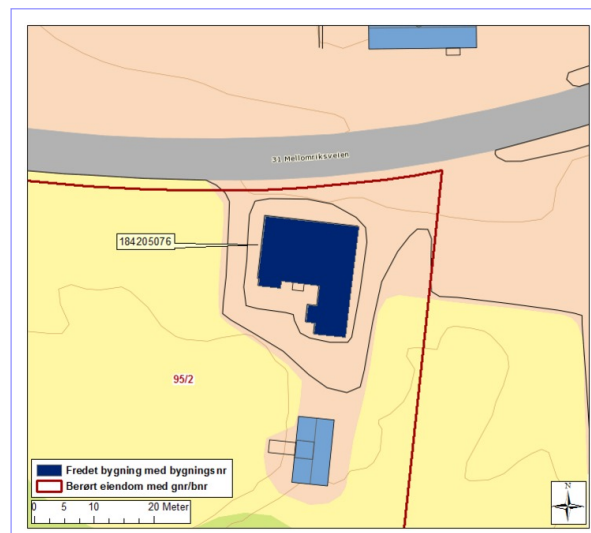 31 Mellomriksveien
184205076
95/2
Fredet bygning med bygningsnr
Berørt eiendom med gnr/bnr
0 5 10 20 Meter
N